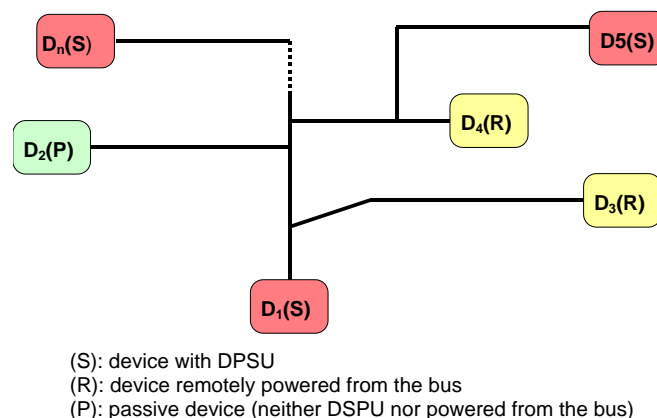 Dn(S)
D5(S)
D4(R)
D2(P)
D3(R)
D1(S)
(S): device with DPSU
(R): device remotely powered from the bus
(P): passive device (neither DSPU nor powered from the bus)